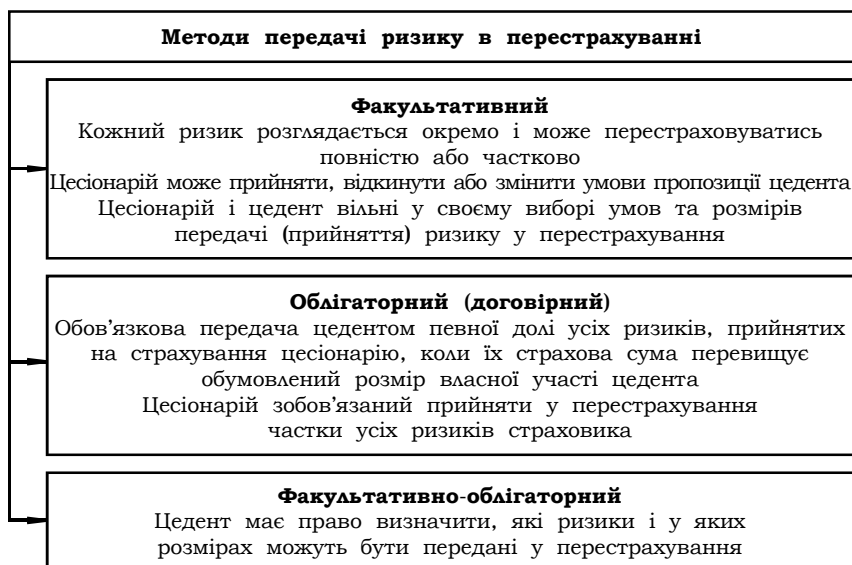 Методи передачі ризику в перестрахуванні
Факультативний
Кожний ризик розглядається окремо і може перестраховуватись
повністю або частково
Цесіонарій може прийняти, відкинути або змінити умови пропозиції цедента
Цесіонарій і цедент вільні у своєму виборі умов та розмірів
передачі (прийняття) ризику у перестрахування
Облігаторний (договірний)
Обов’язкова передача цедентом певної долі усіх ризиків, прийнятих
на страхування цесіонарію, коли їх страхова сума перевищує
обумовлений розмір власної участі цедента
Цесіонарій зобов’язаний прийняти у перестрахування
частки усіх ризиків страховика
Факультативно-облігаторний
Цедент має право визначити, які ризики і у яких
розмірах можуть бути передані у перестрахування